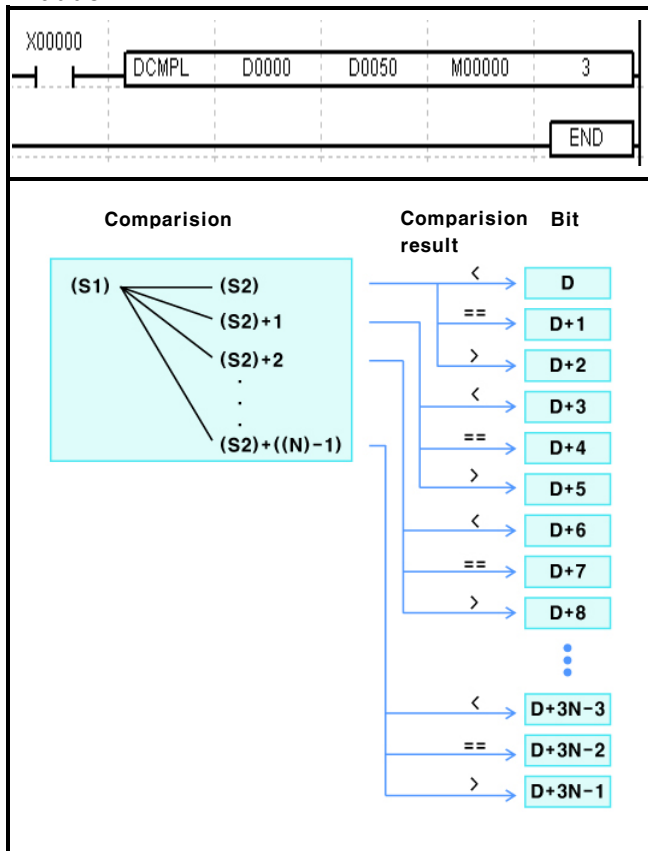 X00000
DCMPL D0000 D0050 M00000 3
END
Comparision Comparision result Bit
(S1) (S2) < D
(S2)+1 == D+1
(S2)+2 > D+2
. < D+3
. == D+4
.
(S2)+((N)-1)
> D+5
< D+6
== D+7
> D+8
< D+3N-3
== D+3N-2
> D+3N-1